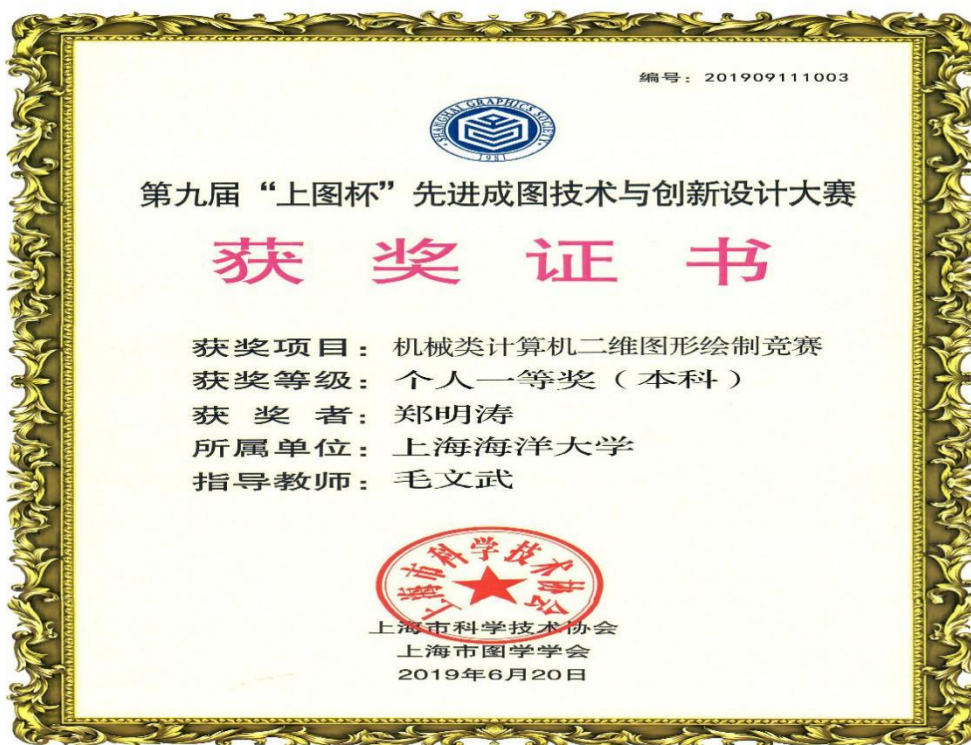 编号：201909111003
SHANGHAI GRAPHICS SOCIETY
1981
第九届“上图杯”先进成图技术与创新设计大赛
获奖证书
获奖项目：机械类计算机二维图形绘制竞赛
获奖等级：个人一等奖（本科）
获奖者：郑明涛
所属单位：上海海洋大学
指导教师：毛文武
上海市科学技术协会
上海市科学技术协会
上海市图学学会
2019年6月20日